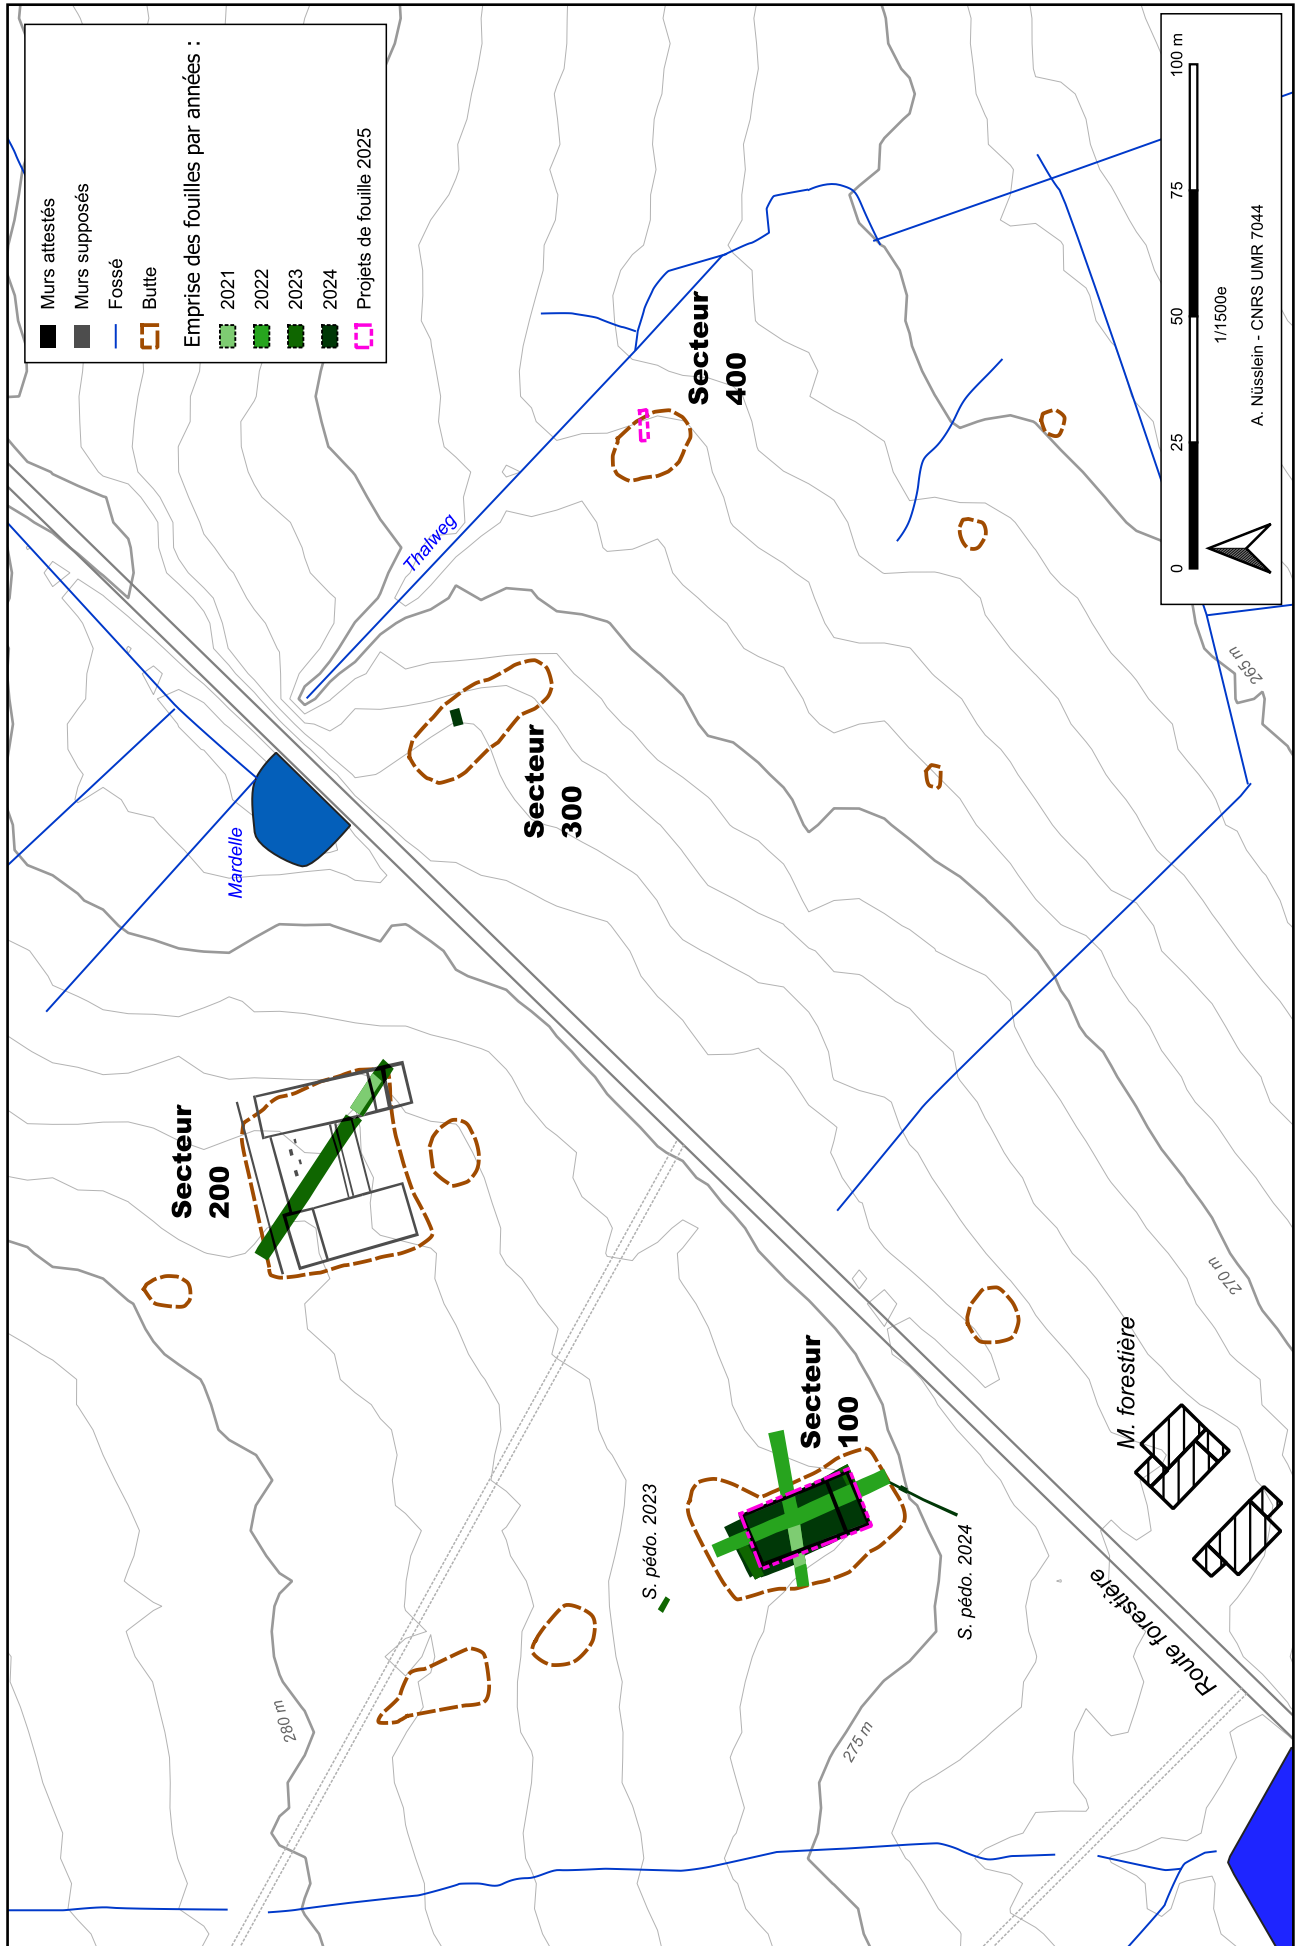 Murs attestés
Murs supposés
Fossé
Butte
Emprise des fouilles par années :
2021
2022
2023
2024
Projets de fouille 2025
Thalweg
Mardelle
Secteur
200
Secteur
300
Secteur
400
Secteur
100
S. pédo. 2023
S. pédo. 2024
M. forestière
Route forestière
280 m
275 m
270 m
265 m
0
25
50
75
100 m
1/1500e
A. Nüsslein - CNRS UMR 7044